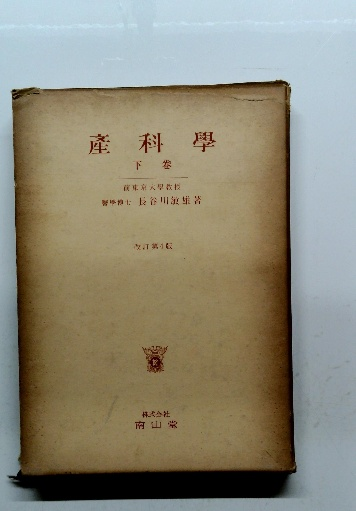 產科學
下卷
前東京大學教授
醫學博士 長谷川敏雄著
改訂第4版
株式会社
南山堂